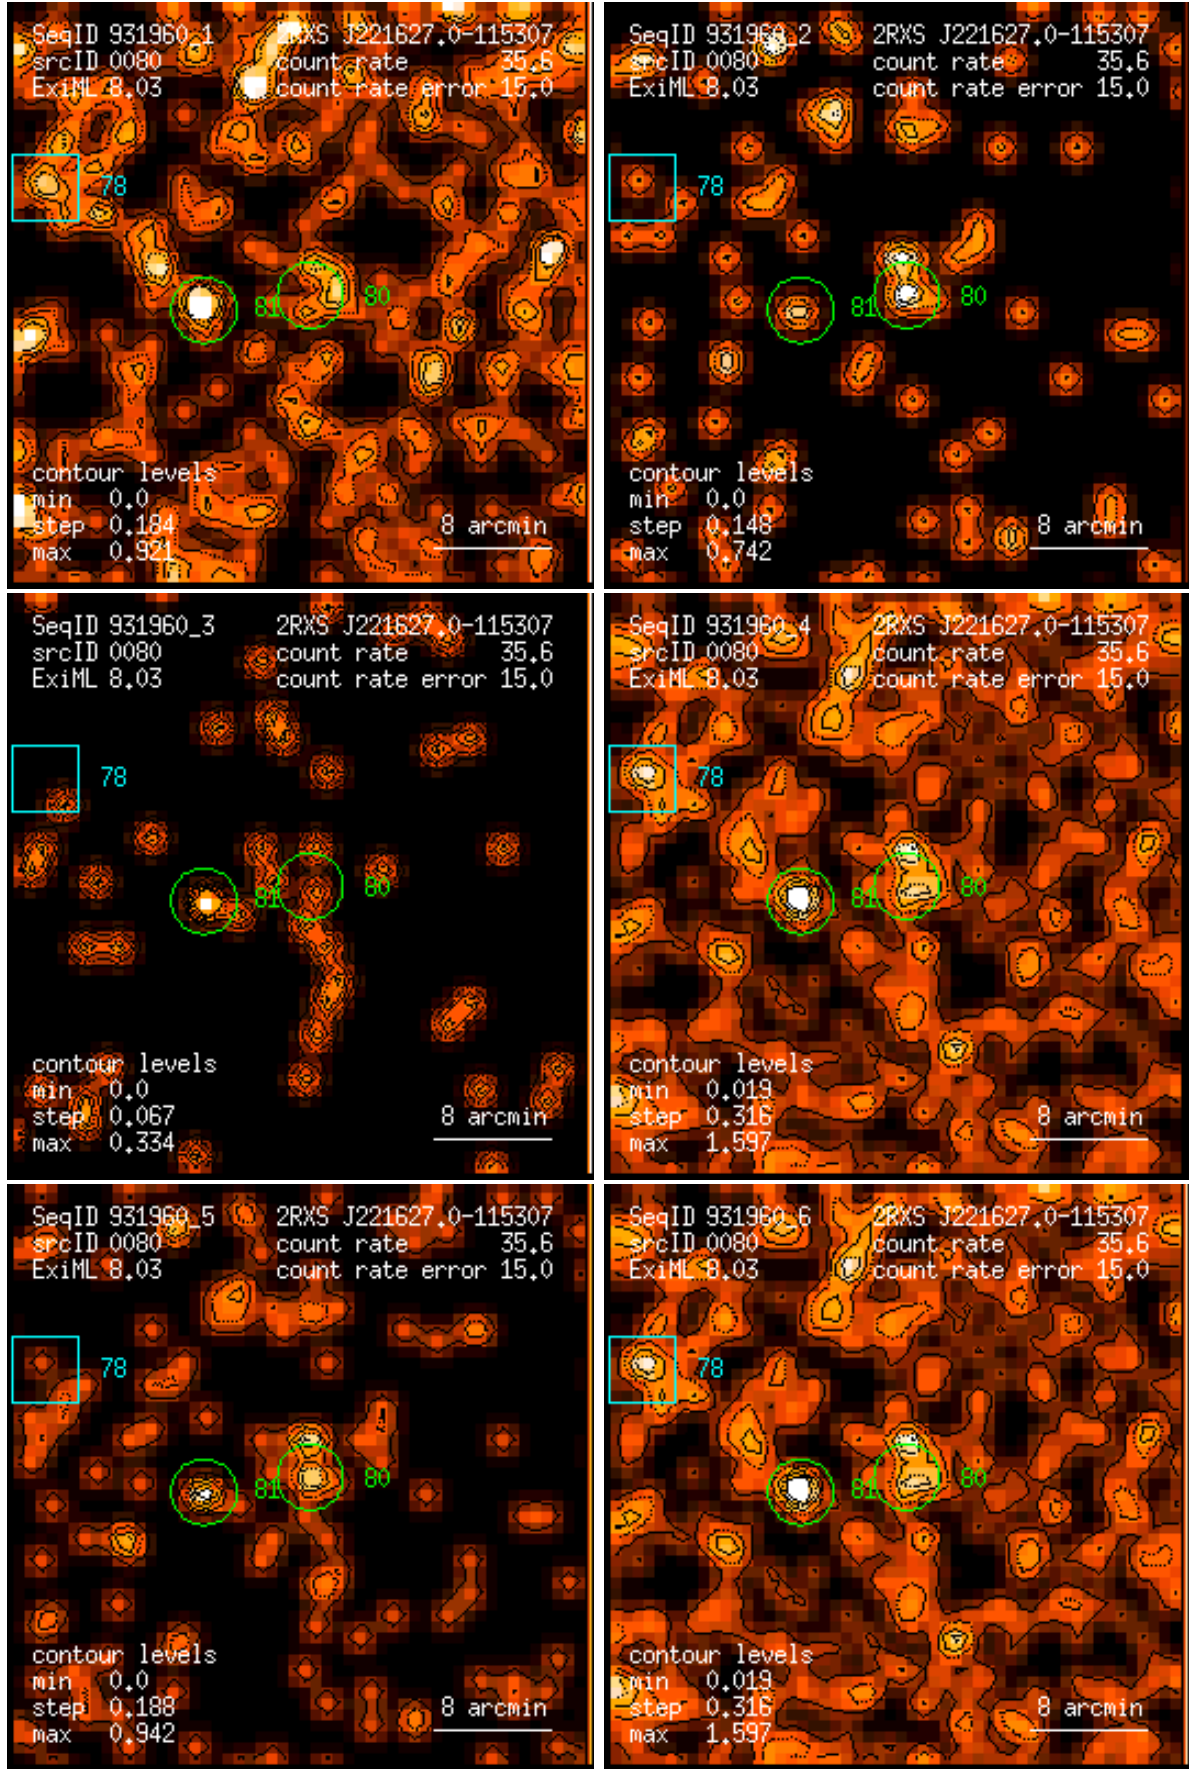 SeqID 931960_1 2RXS J221627.0-115307
srcID 0080 count rate 35.6
ExiML 8.03 count rate error 15.0
78
81 80
contour levels
min 0.0
step 0.184
max 0.921
8 arcmin
SeqID 931960_2 2RXS J221627.0-115307
srcID 0080 count rate 35.6
ExiML 8.03 count rate error 15.0
78
81 80
contour levels
min 0.0
step 0.148
max 0.742
8 arcmin
SeqID 931960_3 2RXS J221627.0-115307
srcID 0080 count rate 35.6
ExiML 8.03 count rate error 15.0
78
81 80
contour levels
min 0.0
step 0.067
max 0.334
8 arcmin
SeqID 931960_4 2RXS J221627.0-115307
srcID 0080 count rate 35.6
ExiML 8.03 count rate error 15.0
78
81 80
contour levels
min 0.019
step 0.316
max 1.597
8 arcmin
SeqID 931960_5 2RXS J221627.0-115307
srcID 0080 count rate 35.6
ExiML 8.03 count rate error 15.0
78
81 80
contour levels
min 0.0
step 0.188
max 0.942
8 arcmin
SeqID 931960_6 2RXS J221627.0-115307
srcID 0080 count rate 35.6
ExiML 8.03 count rate error 15.0
78
81 80
contour levels
min 0.019
step 0.316
max 1.597
8 arcmin